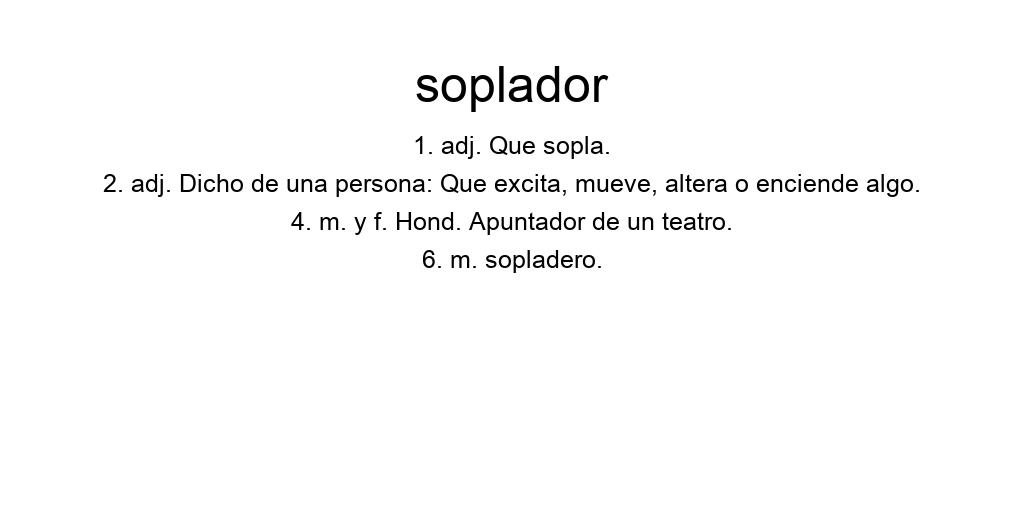 soplador
1. adj. Que sopla.
2. adj. Dicho de una persona: Que excita, mueve, altera o enciende algo.
4. m. y f. Hond. Apuntador de un teatro.
6. m. sopladero.